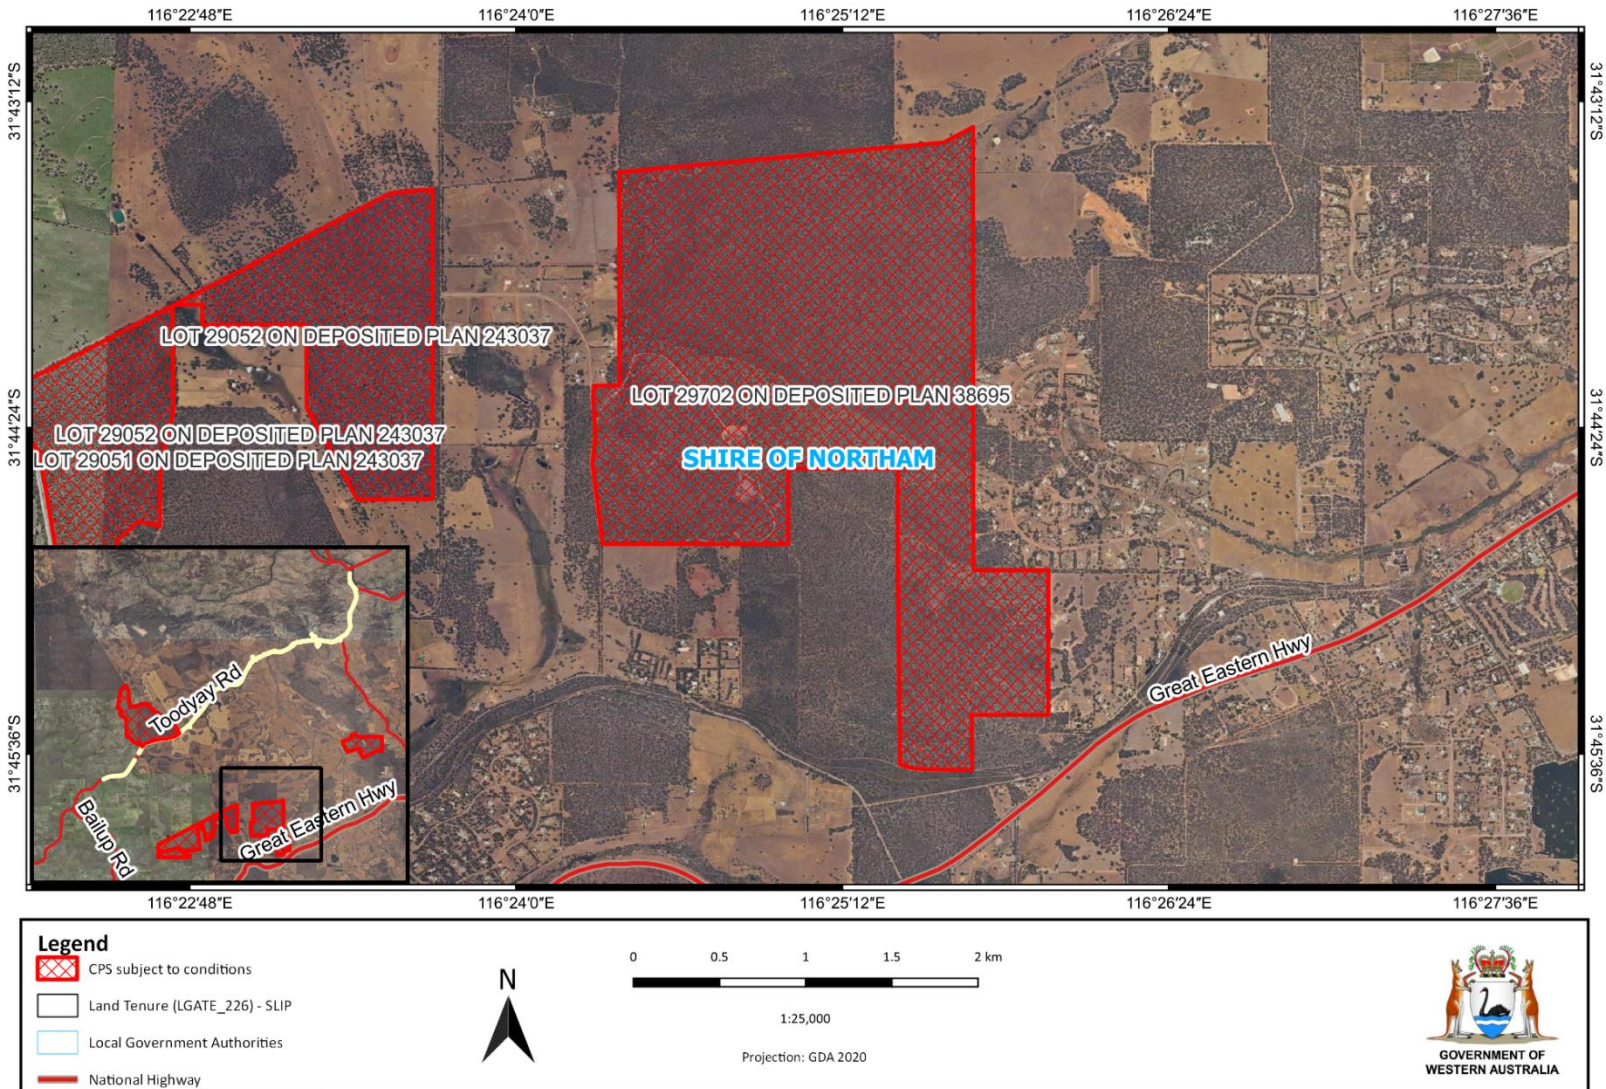 116°22'48"E
116°24'0"E
116°25'12"E
116°26'24"E
116°27'36"E
31°43'12"S
31°43'12"S
LOT 29052 ON DEPOSITED PLAN 243037
LOT 29702 ON DEPOSITED PLAN 38695
31°44'24"S
31°44'24"S
LOT 29052 ON DEPOSITED PLAN 243037
LOT 29051 ON DEPOSITED PLAN 243037
SHIRE OF NORTHAM
Great Eastern Hwy
Toodyay Rd
Bailup Rd
Great Eastern Hwy
31°45'36"S
31°45'36"S
116°22'48"E
116°24'0"E
116°25'12"E
116°26'24"E
116°27'36"E
Legend
CPS subject to conditions
Land Tenure (LGATE_226) - SLIP
Local Government Authorities
National Highway
N
0 0.5 1 1.5 2 km
1:25,000
Projection: GDA 2020
GOVERNMENT OF
WESTERN AUSTRALIA